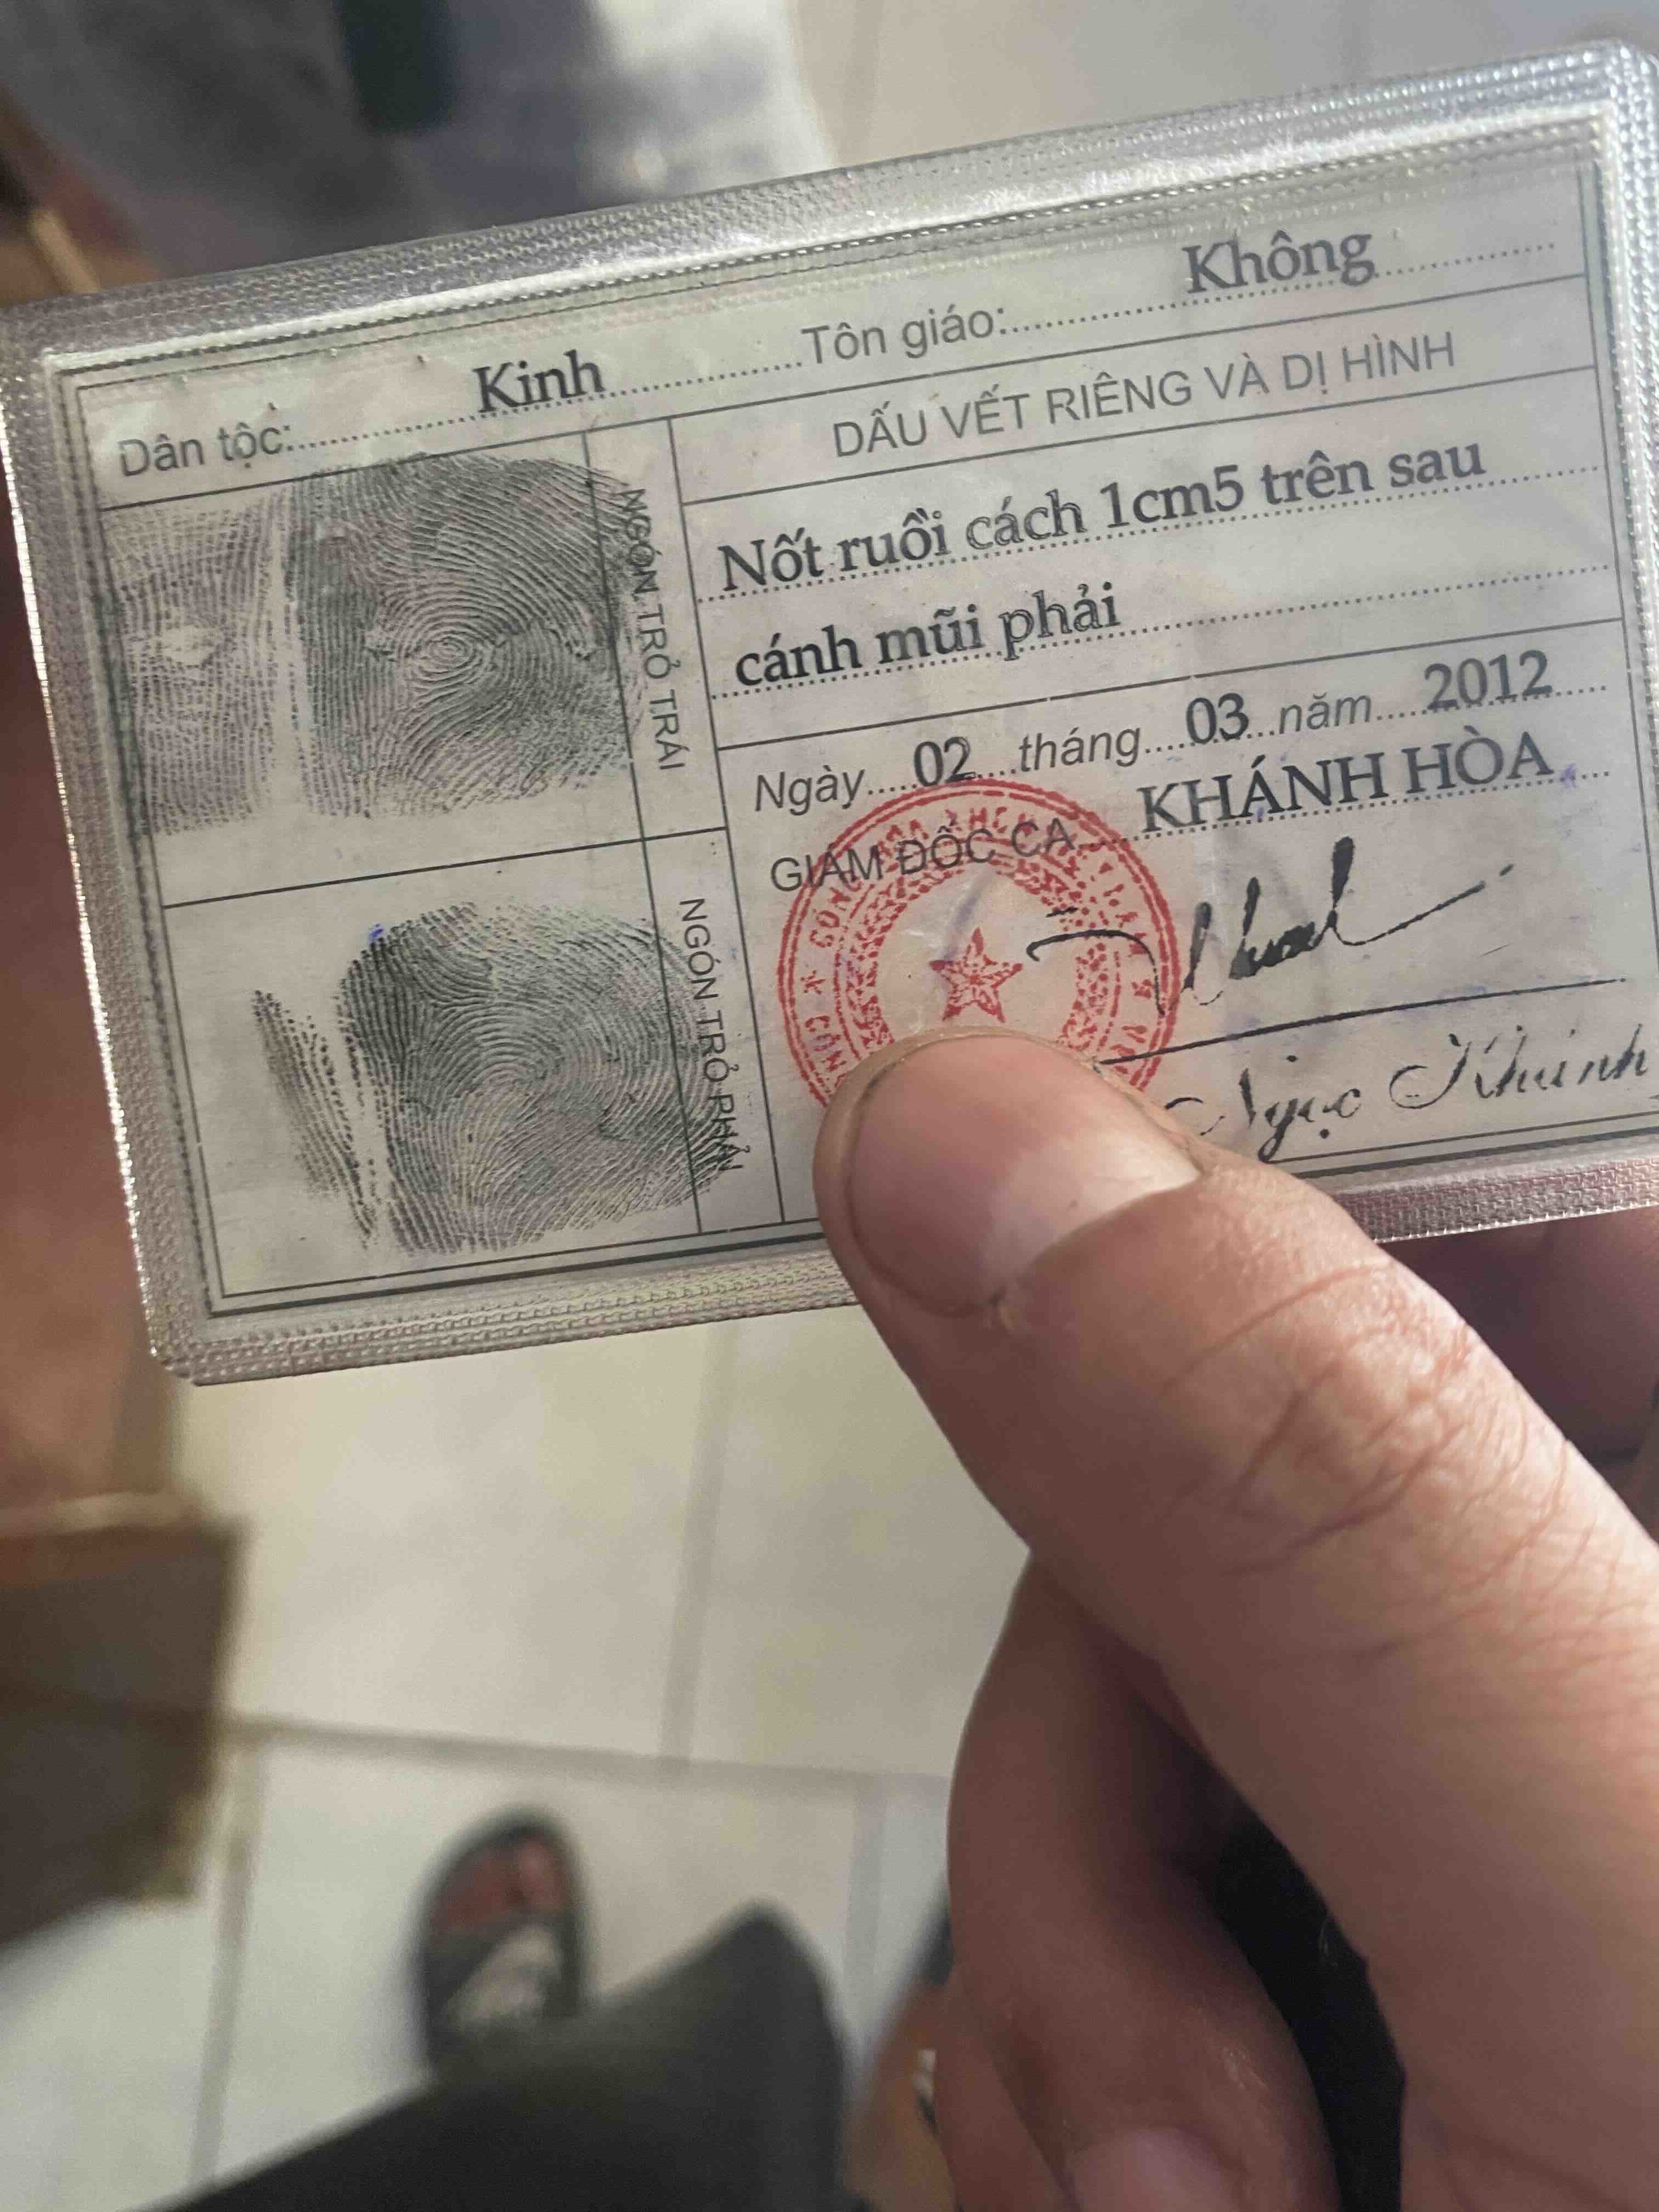 Dân tộc: Kinh Tôn giáo: Không
NGÓN TRỎ TRÁI
NGÓN TRỎ PHẢI
DẤU VẾT RIÊNG VÀ DỊ HÌNH
Nốt ruồi cách 1cm5 trên sau
cánh mũi phải
Ngày 02 tháng 03 năm 2012
GIÁM ĐỐC CA KHÁNH HÒA
Ngọc Khánh